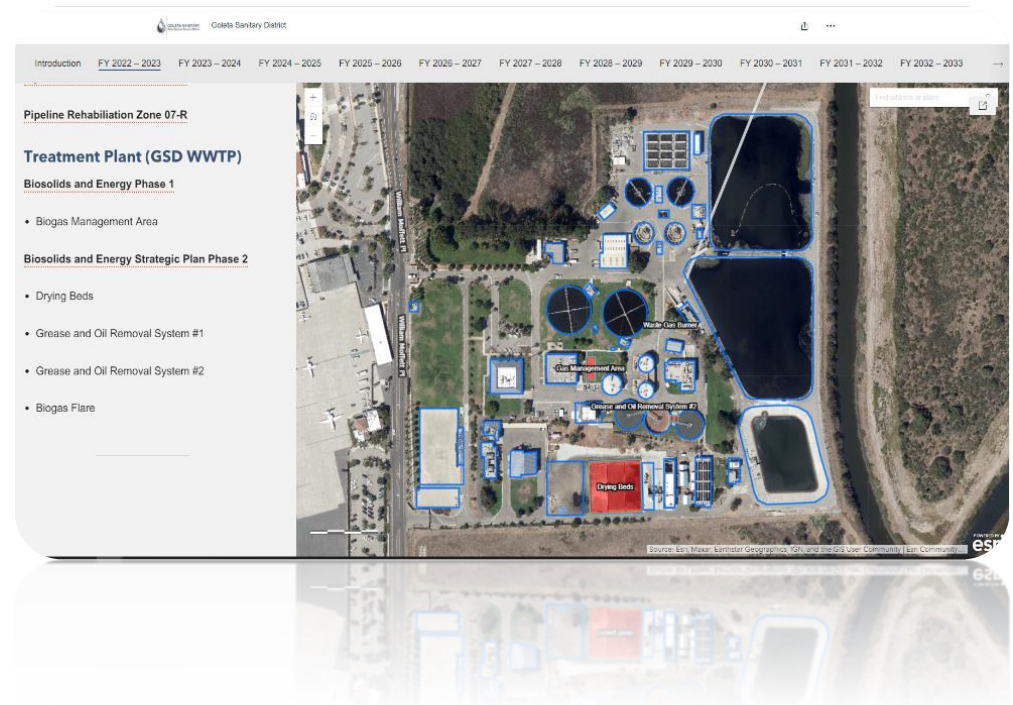 GOLETA SANITARY
Goleta Sanitary District
Introduction
FY 2022 – 2023
FY 2023 – 2024
FY 2024 – 2025
FY 2025 – 2026
FY 2026 – 2027
FY 2027 – 2028
FY 2028 – 2029
FY 2029 – 2030
FY 2030 – 2031
FY 2031 – 2032
FY 2032 – 2033
Pipeline Rehabiliation Zone 07-R
Treatment Plant (GSD WWTP)
Biosolids and Energy Phase 1
• Biogas Management Area
Biosolids and Energy Strategic Plan Phase 2
• Drying Beds
• Grease and Oil Removal System #1
• Grease and Oil Removal System #2
• Biogas Flare
Find address or place
William Moffett Pl
William Moffett Pl
Waste Gas Burner
Gas Management Area
Grease and Oil Removal System #2
Drying Beds
Source: Esri, Maxar, Earthstar Geographics, IGN, and the GIS User Community | Esri Community...
POWERED BY
esri